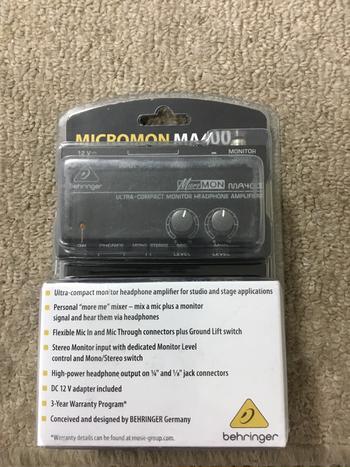 MICROMON MA400
12 V
MONITOR
behringer
MicroMON MA400
ULTRA-COMPACT MONITOR HEADPHONE AMPLIFIER
MONO STEREO
LEVEL LEVEL
Ultra-compact monitor headphone amplifier for studio and stage applications
Personal "more me" mixer – mix a mic plus a monitor
signal and hear them via headphones
Flexible Mic In and Mic Through connectors plus Ground Lift switch
Stereo Monitor input with dedicated Monitor Level
control and Mono/Stereo switch
High-power headphone output on ¼" and ⅛" jack connectors
DC 12 V adapter included
3-Year Warranty Program*
Conceived and designed by BEHRINGER Germany
*Warranty details can be found at music-group.com.
behringer